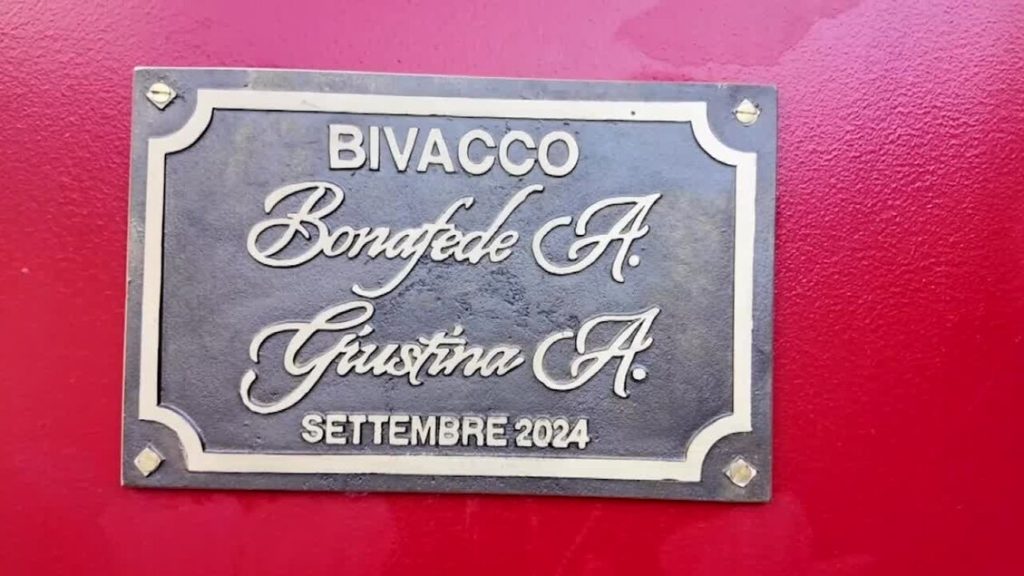 BIVACCO
Bonafede A.
Giustina A.
SETTEMBRE 2024